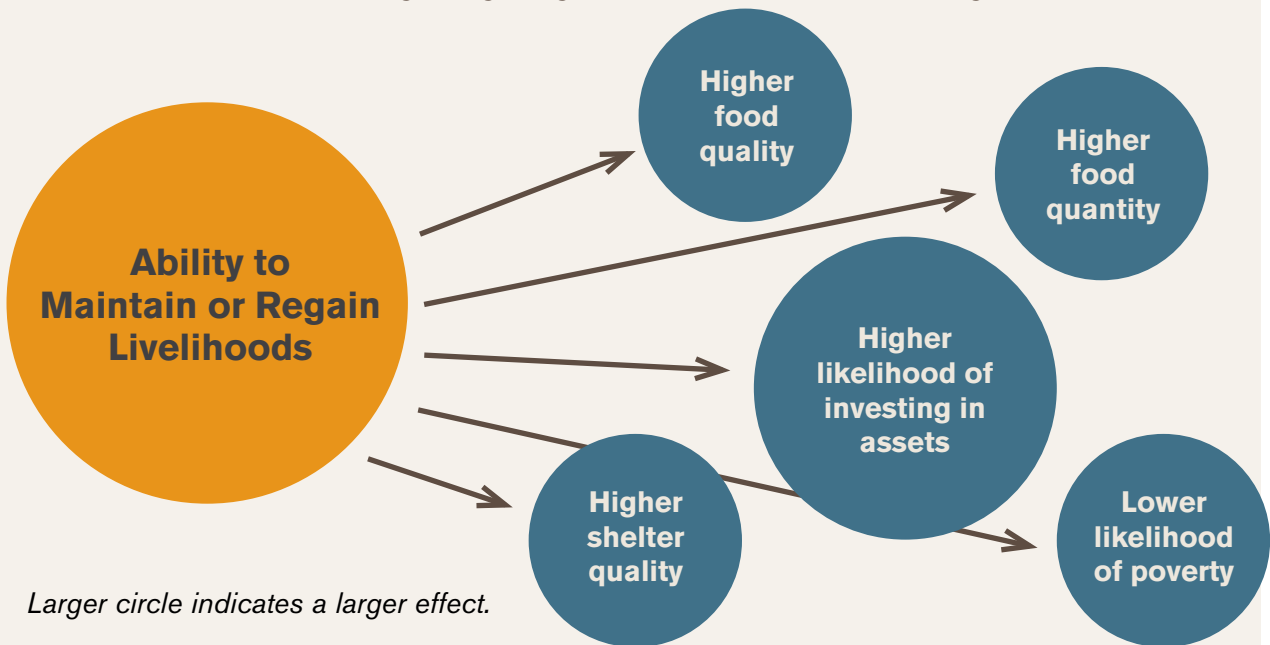 Higher
food
quality
Higher
food
quantity
Ability to
Maintain or Regain
Livelihoods
Higher
likelihood of
investing in
assets
Higher
shelter
quality
Lower
likelihood
of poverty
Larger circle indicates a larger effect.